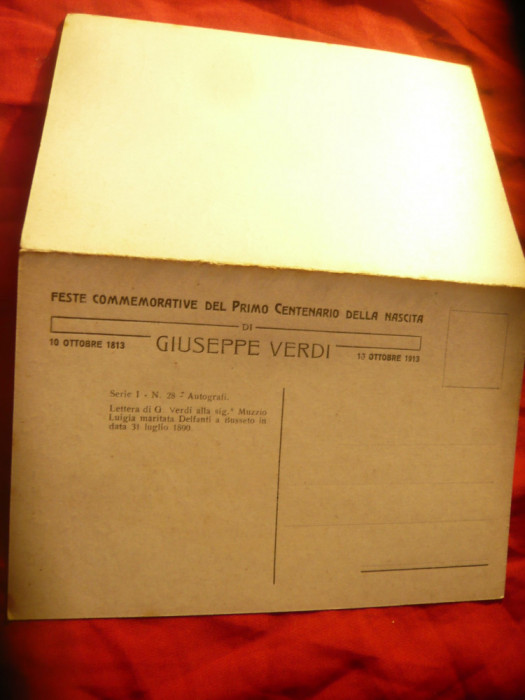 FESTE COMMEMORATIVE DEL PRIMO CENTENARIO DELLA NASCITA
DI
10 OTTOBRE 1813 GIUSEPPE VERDI 10 OTTOBRE 1913
Serie I - N. 28 - Autografi.
Lettera di G. Verdi alla sig.ª Muzzio
Luigia maritata Delfanti a Busseto in
data 31 luglio 1890.